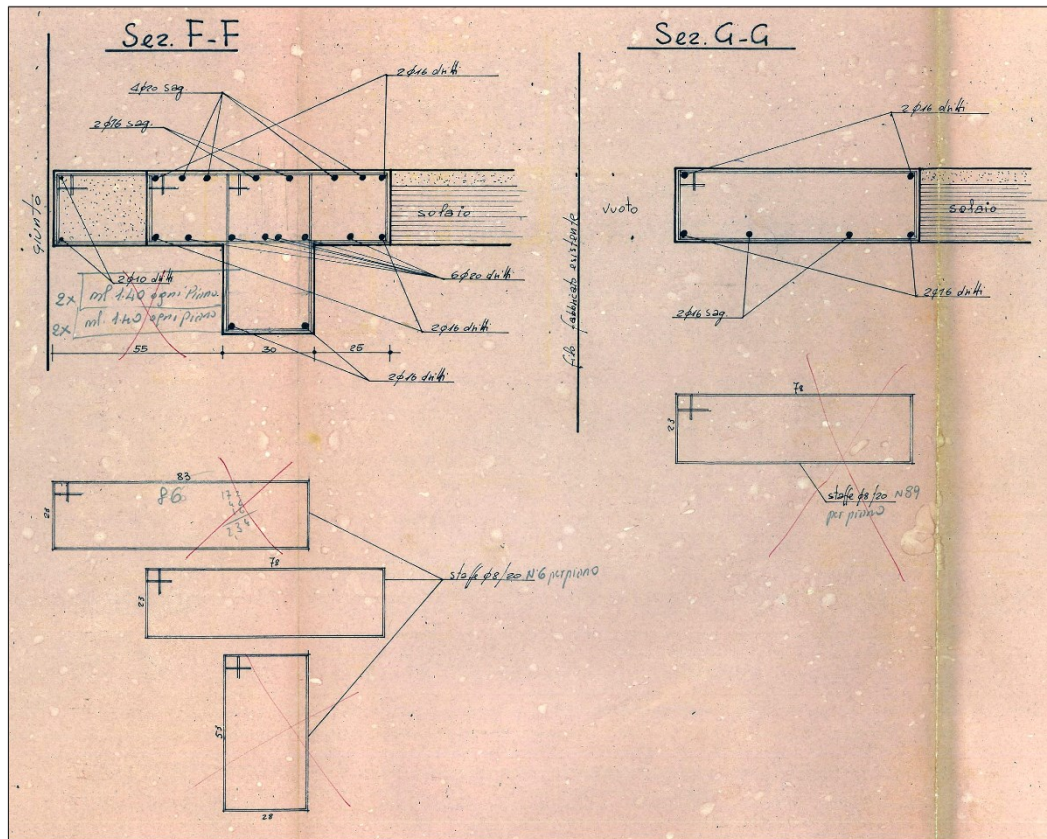 Sez. F-F
2φ16 dritti
4φ20 sag.
2φ16 sag.
giunto
solaio
2φ10 dritti
6φ20 dritti
2x ml 1.40 ogni Piano
2x ml. 1.40 ogni piano
2φ16 dritti
55 30 25
2φ16 dritti
83
86
23
78
23
staffe φ8/20 N°6 per piano
53
28
Sez. G-G
2φ16 dritti
vuoto
solaio
filo fabbricato esistente
2φ16 dritti
2φ16 sag.
78
23
staffe φ8/20 N89
per piano